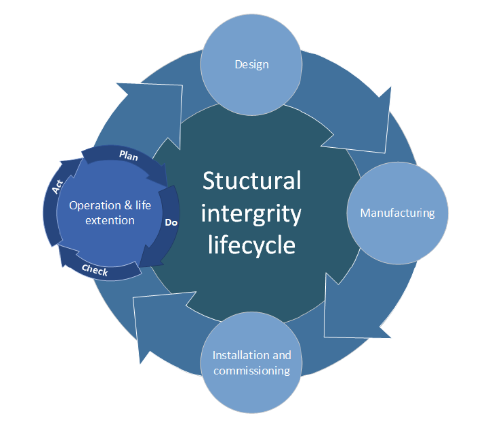 Design
Plan
Act
Operation & life
extention
Do
Check
Stuctural
intergrity
lifecycle
Manufacturing
Installation and
commissioning